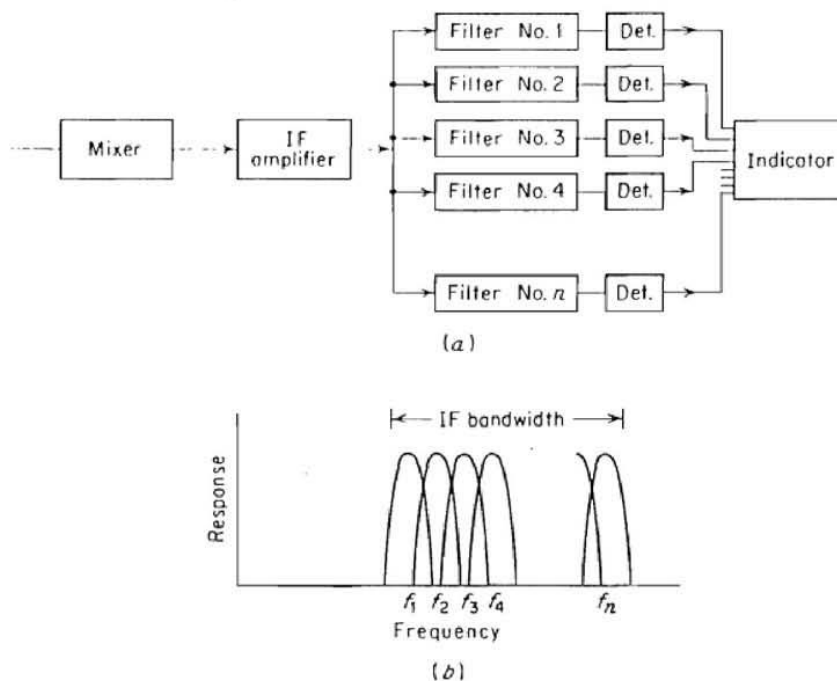 Filter No. 1
Det.
Filter No. 2
Det.
Mixer
IF
amplifier
Filter No. 3
Det.
Indicator
Filter No. 4
Det.
Filter No. n
Det.
(a)
IF bandwidth
Response
f1 f2 f3 f4 fn
Frequency
(b)